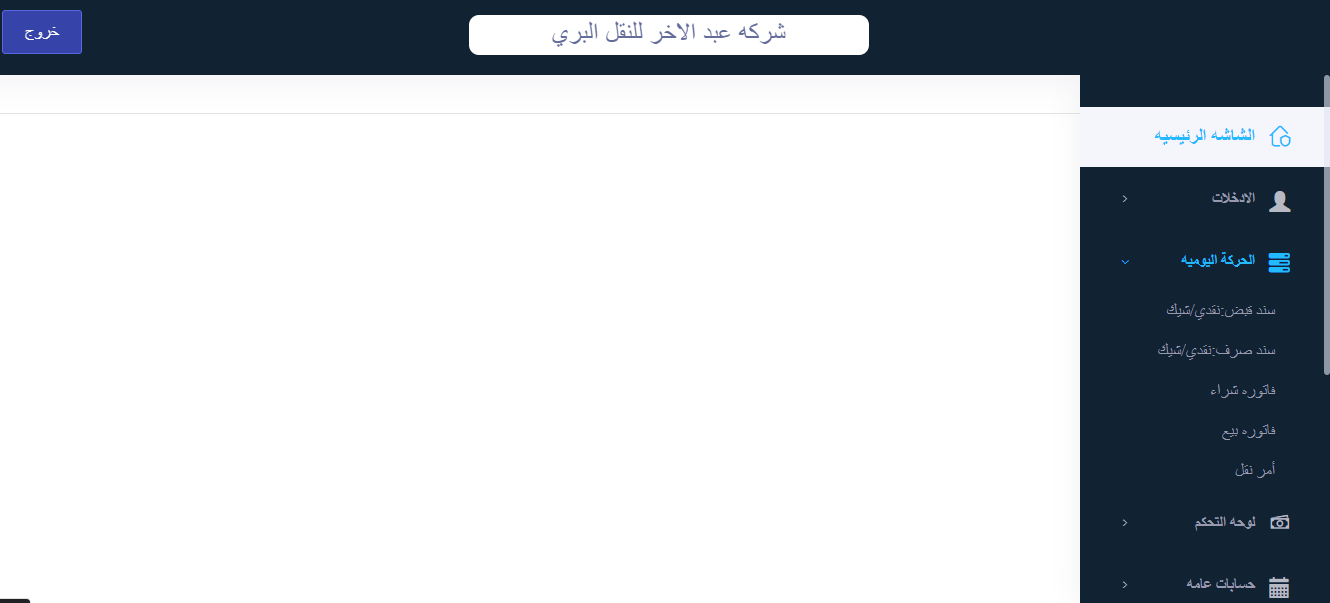 شركه عبد الاخر للنقل البري
خروج
الشاشه الرئيسيه
الادخلات
الحركة اليوميه
سند قبض:نقدي/شيك
سند صرف:نقدي/شيك
فاتوره شراء
فاتوره بيع
أمر نقل
لوحه التحكم
حسابات عامه